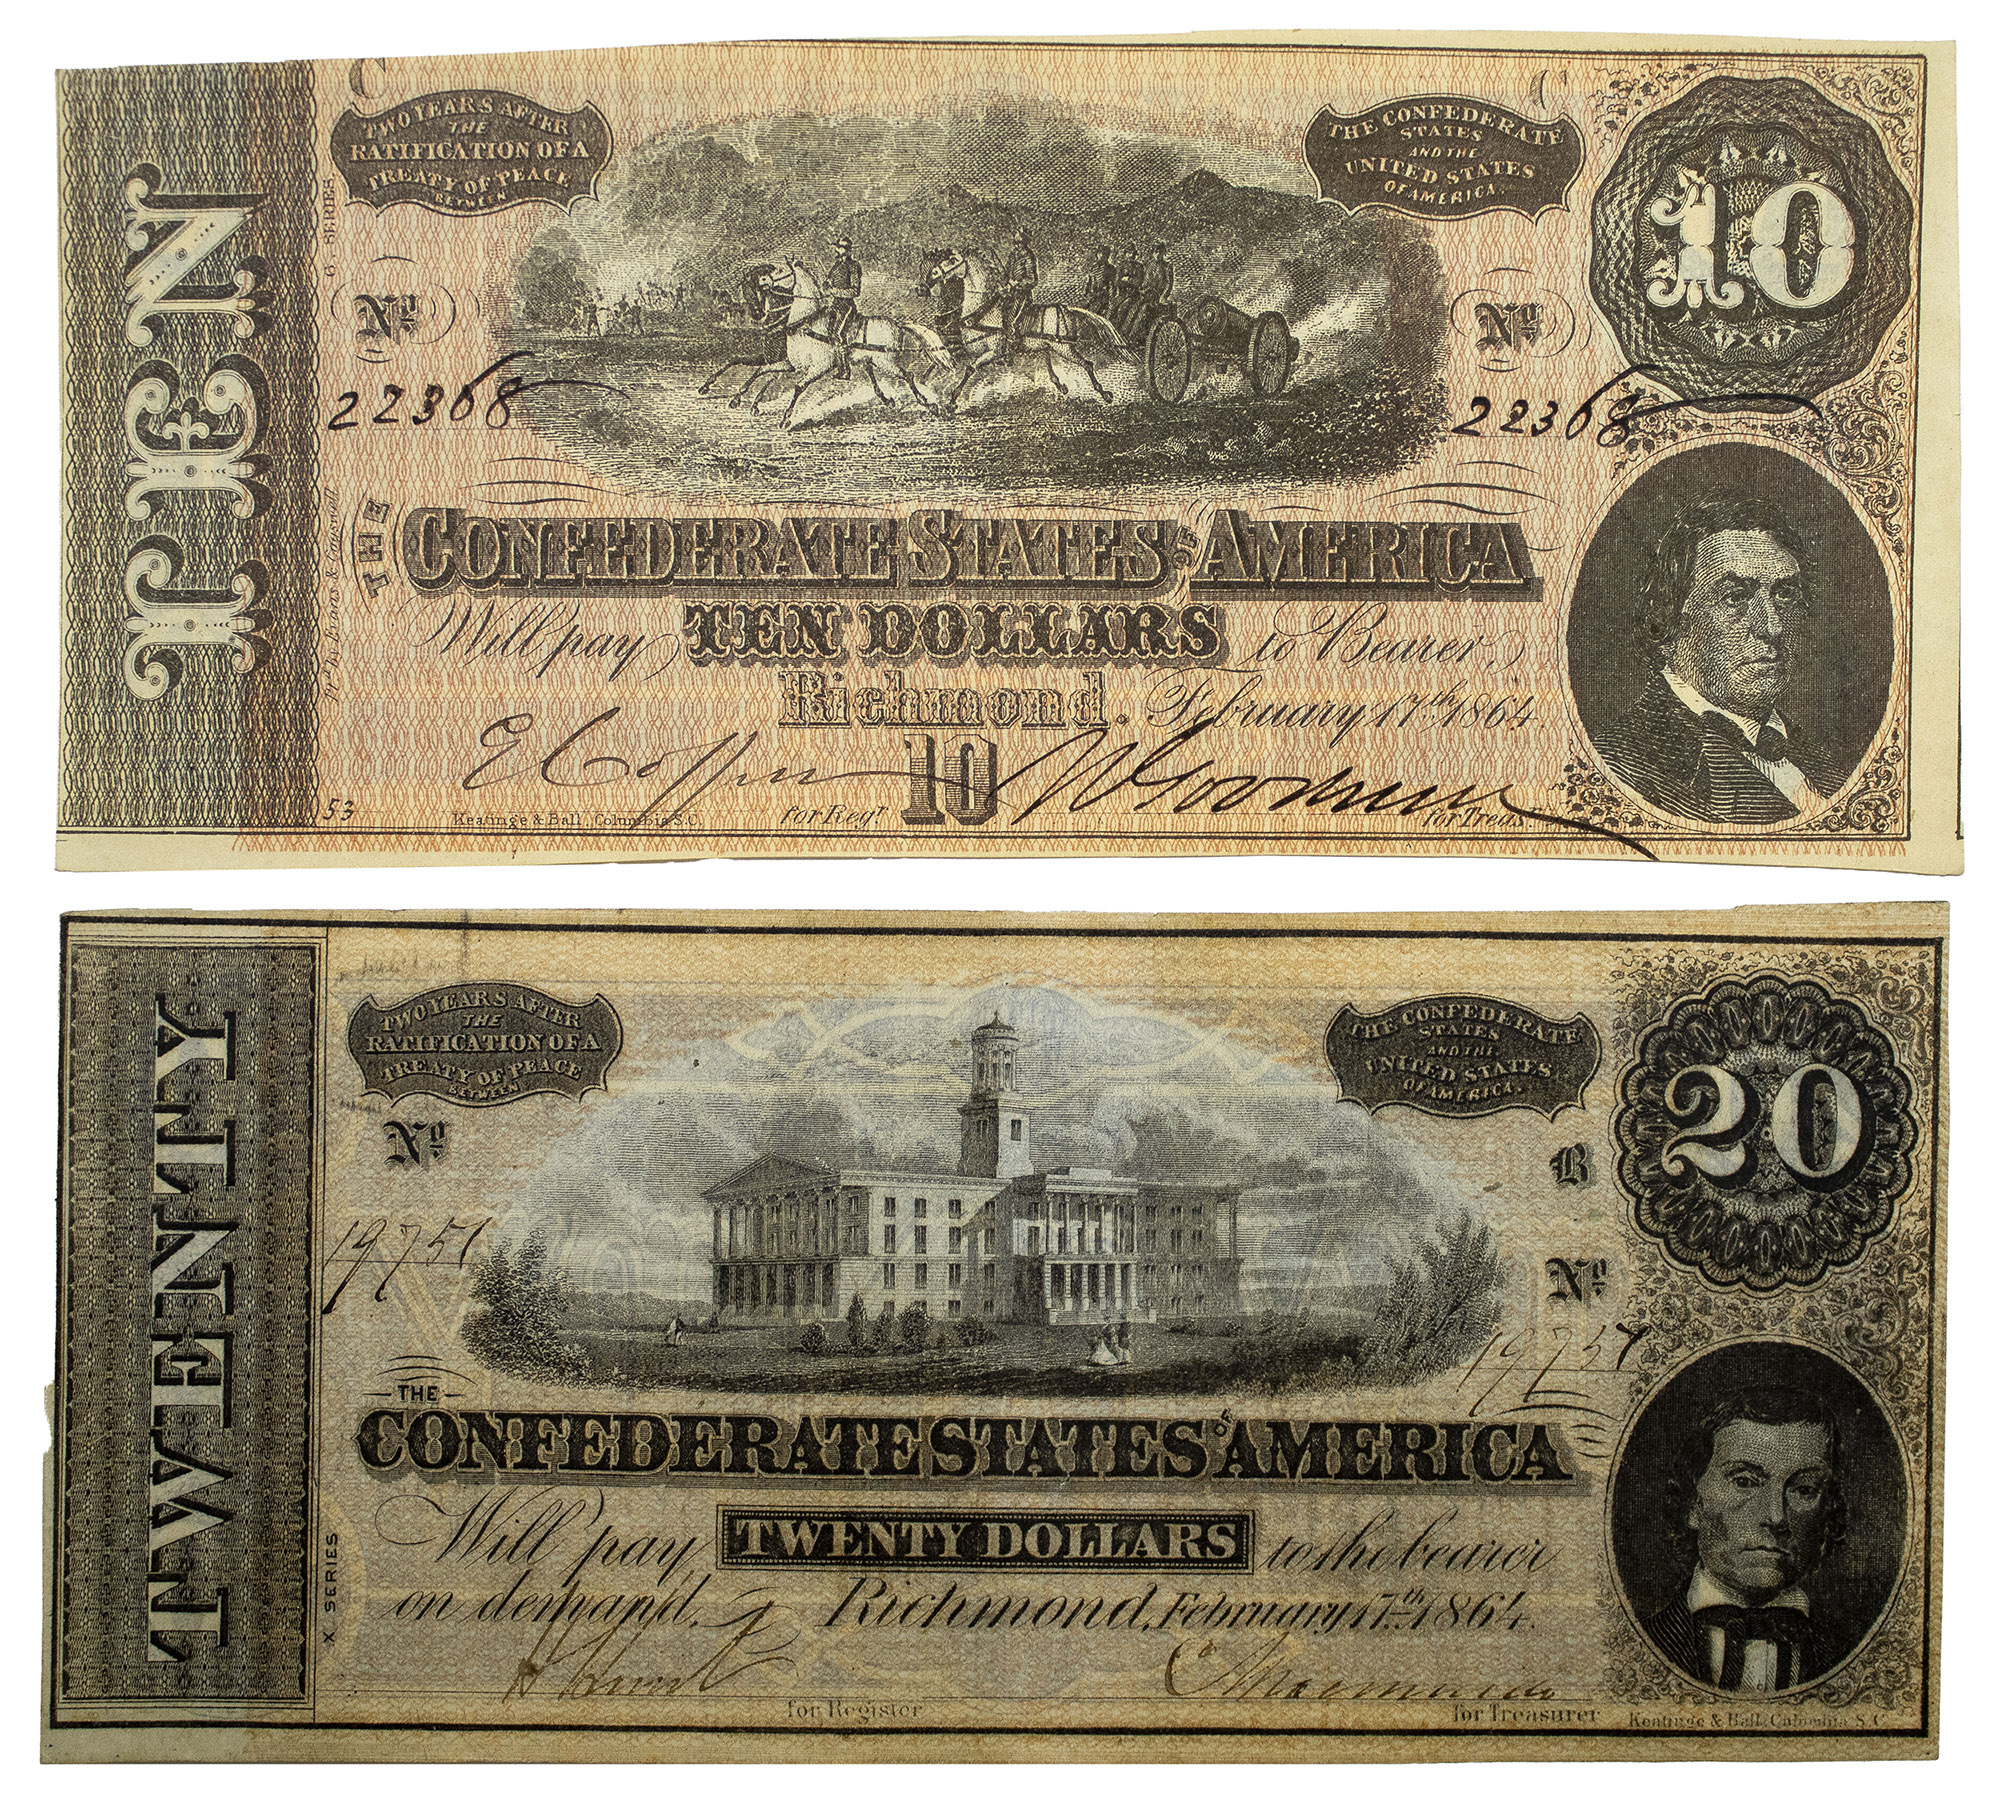 TEN
TWO YEARS AFTER
THE
RATIFICATION OF A
TREATY OF PEACE
BETWEEN
THE CONFEDERATE
STATES
AND THE
UNITED STATES
OF AMERICA.
10
6. SERIES.
No.
22368
No.
22368
THE
CONFEDERATE STATES OF AMERICA
Will pay TEN DOLLARS to Bearer,
Richmond. February 17th. 1864.
10
53
Keatinge & Ball, Columbia S.C.
for Regr.
for Treas.
TWENTY
TWO YEARS AFTER
THE
RATIFICATION OF A
TREATY OF PEACE
BETWEEN
THE CONFEDERATE
STATES
AND THE
UNITED STATES
OF AMERICA.
20
No.
B
19757
No.
19757
THE
CONFEDERATE STATES OF AMERICA
Will pay TWENTY DOLLARS to the bearer
on demand. Richmond, February 17th. 1864.
X SERIES
for Register
for Treasurer
Keatinge & Ball, Columbia S.C.